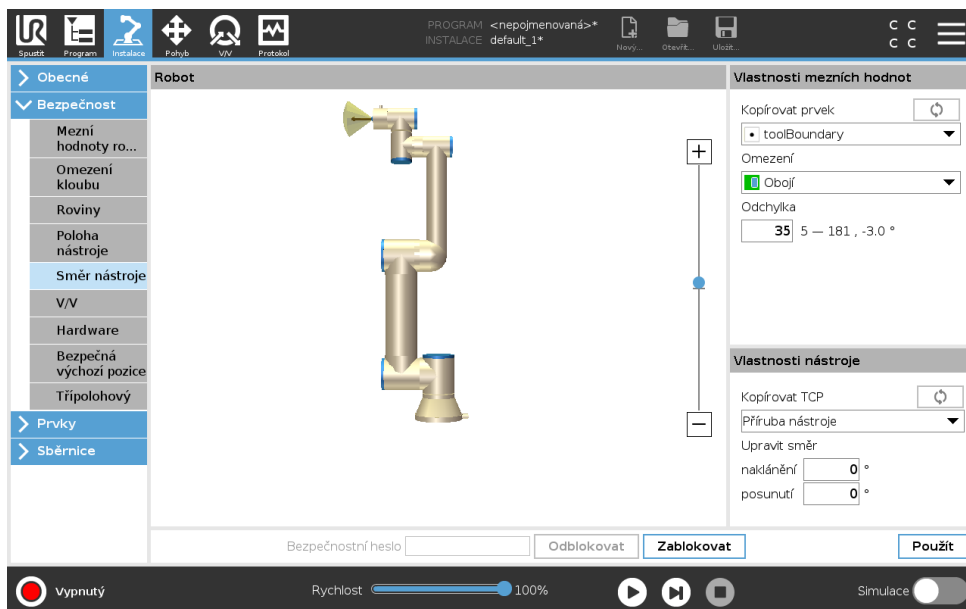 PROGRAM <nepojmenovaná>*
INSTALACE default_1*
Spustit Program Instalace Pohyb V/V Protokol Nový... Otevřít... Uložit...
C C
C C
Obecné
Bezpečnost
Mezní
hodnoty ro...
Omezení
kloubu
Roviny
Poloha
nástroje
Směr nástroje
V/V
Hardware
Bezpečná
výchozí pozice
Třípolohový
Prvky
Sběrnice
Robot
Vlastnosti mezních hodnot
Kopírovat prvek
toolBoundary
Omezení
Obojí
Odchylka
35 5 — 181 , -3.0 °
Vlastnosti nástroje
Kopírovat TCP
Příruba nástroje
Upravit směr
naklánění 0 °
posunutí 0 °
Bezpečnostní heslo Odblokovat Zablokovat Použít
Vypnutý Rychlost 100% Simulace